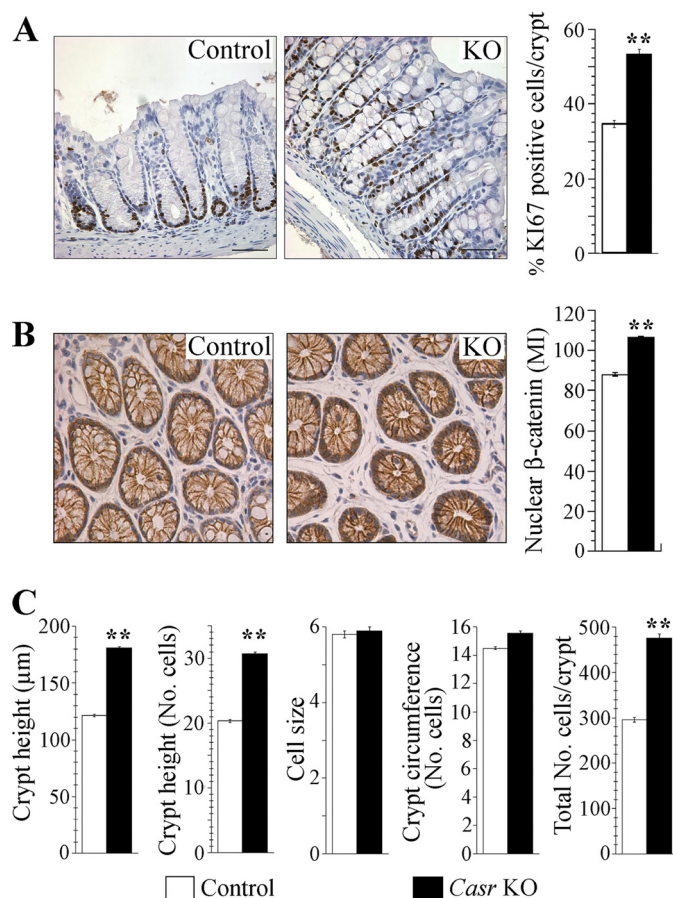 A
Control
KO
% KI67 positive cells/crypt
60
40
20
0
**
B
Control
KO
Nuclear β-catenin (MI)
120
100
80
60
40
20
0
**
C
Crypt height (µm)
200
150
100
50
0
**
Crypt height (No. cells)
30
20
10
0
**
Cell size
6
4
2
0
Crypt circumference
(No. cells)
16
14
12
10
8
6
4
2
0
Total No. cells/crypt
500
400
300
200
100
0
**
Control
Casr KO